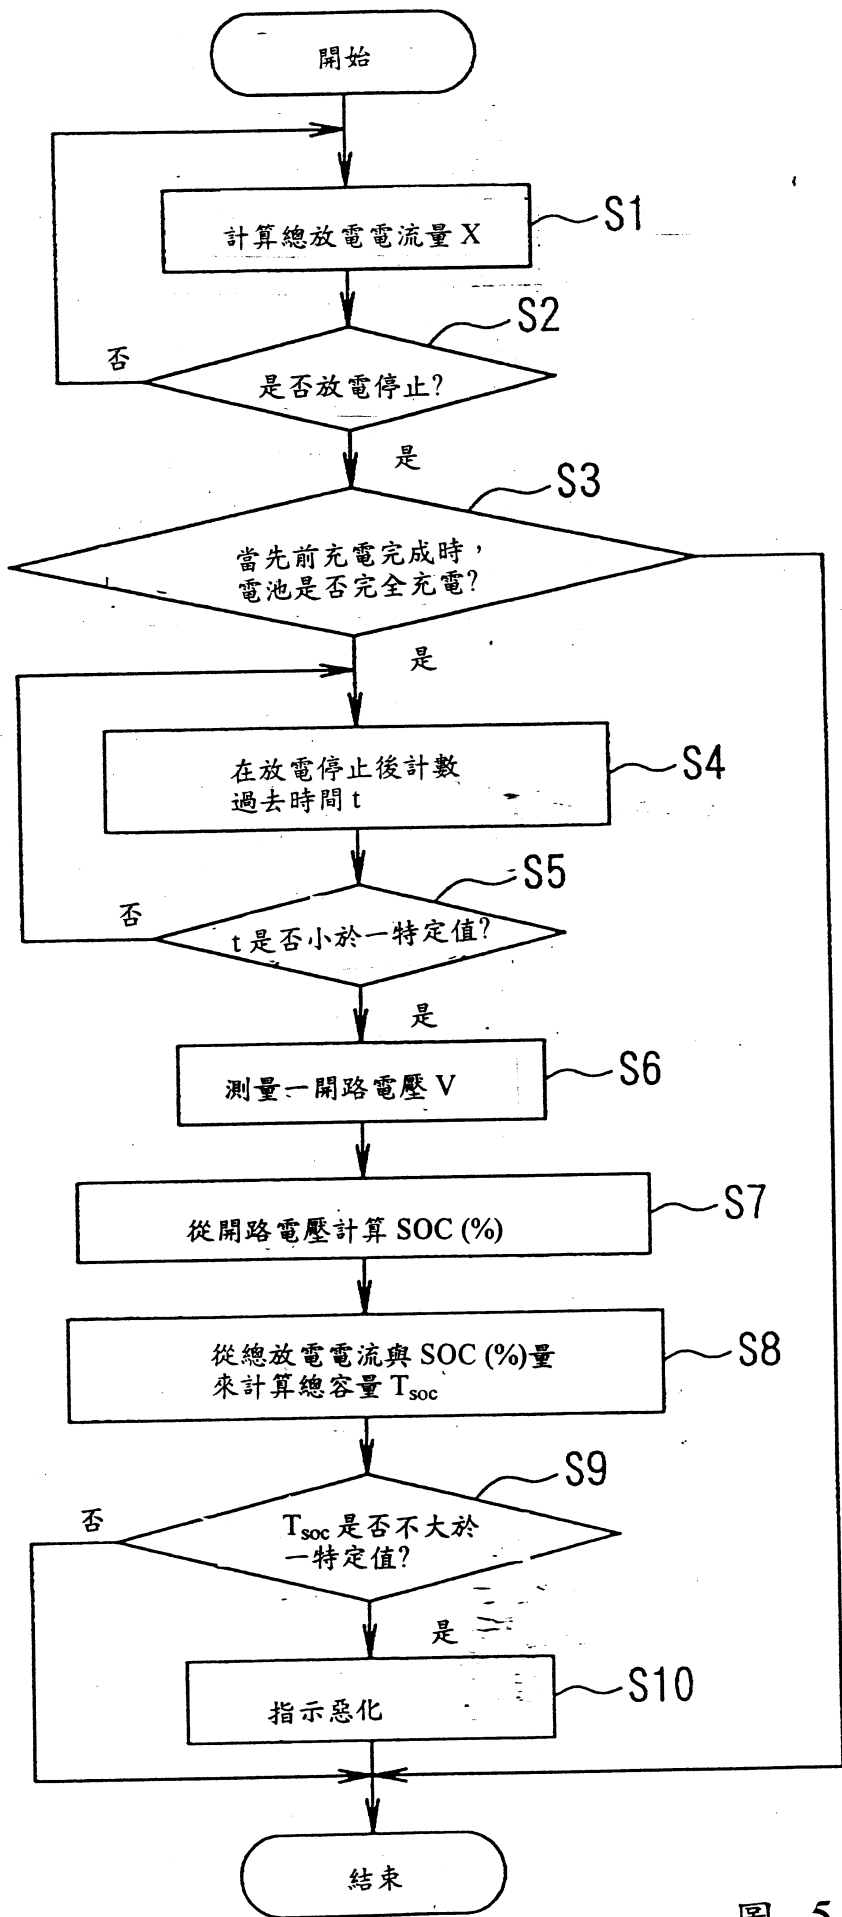 開始
計算總放電電流量 X
S1
S2
否
是否放電停止?
是
S3
當先前充電完成時，
電池是否完全充電?
是
在放電停止後計數
過去時間 t
S4
S5
否
t 是否小於一特定值?
是
測量一開路電壓 V
S6
從開路電壓計算 SOC (%)
S7
從總放電電流與 SOC (%)量
來計算總容量 Tsoc
S8
S9
否
Tsoc 是否不大於
一特定值?
是
指示惡化
S10
結束
圖 5